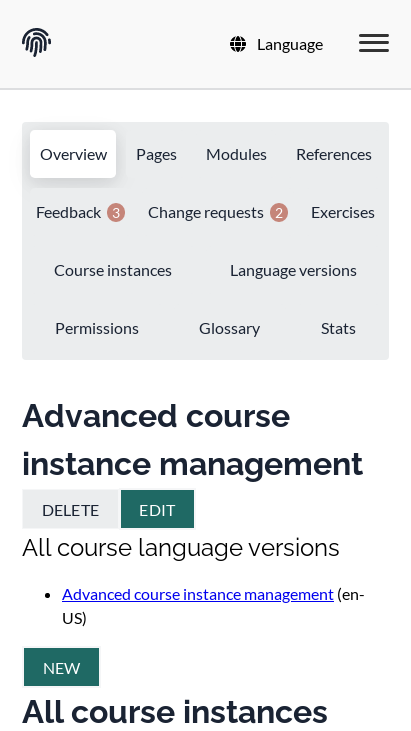 Language
Overview Pages Modules References
Feedback 3 Change requests 2 Exercises
Course instances Language versions
Permissions Glossary Stats
Advanced course
instance management
DELETE EDIT
All course language versions
Advanced course instance management (en-
US)
NEW
All course instances